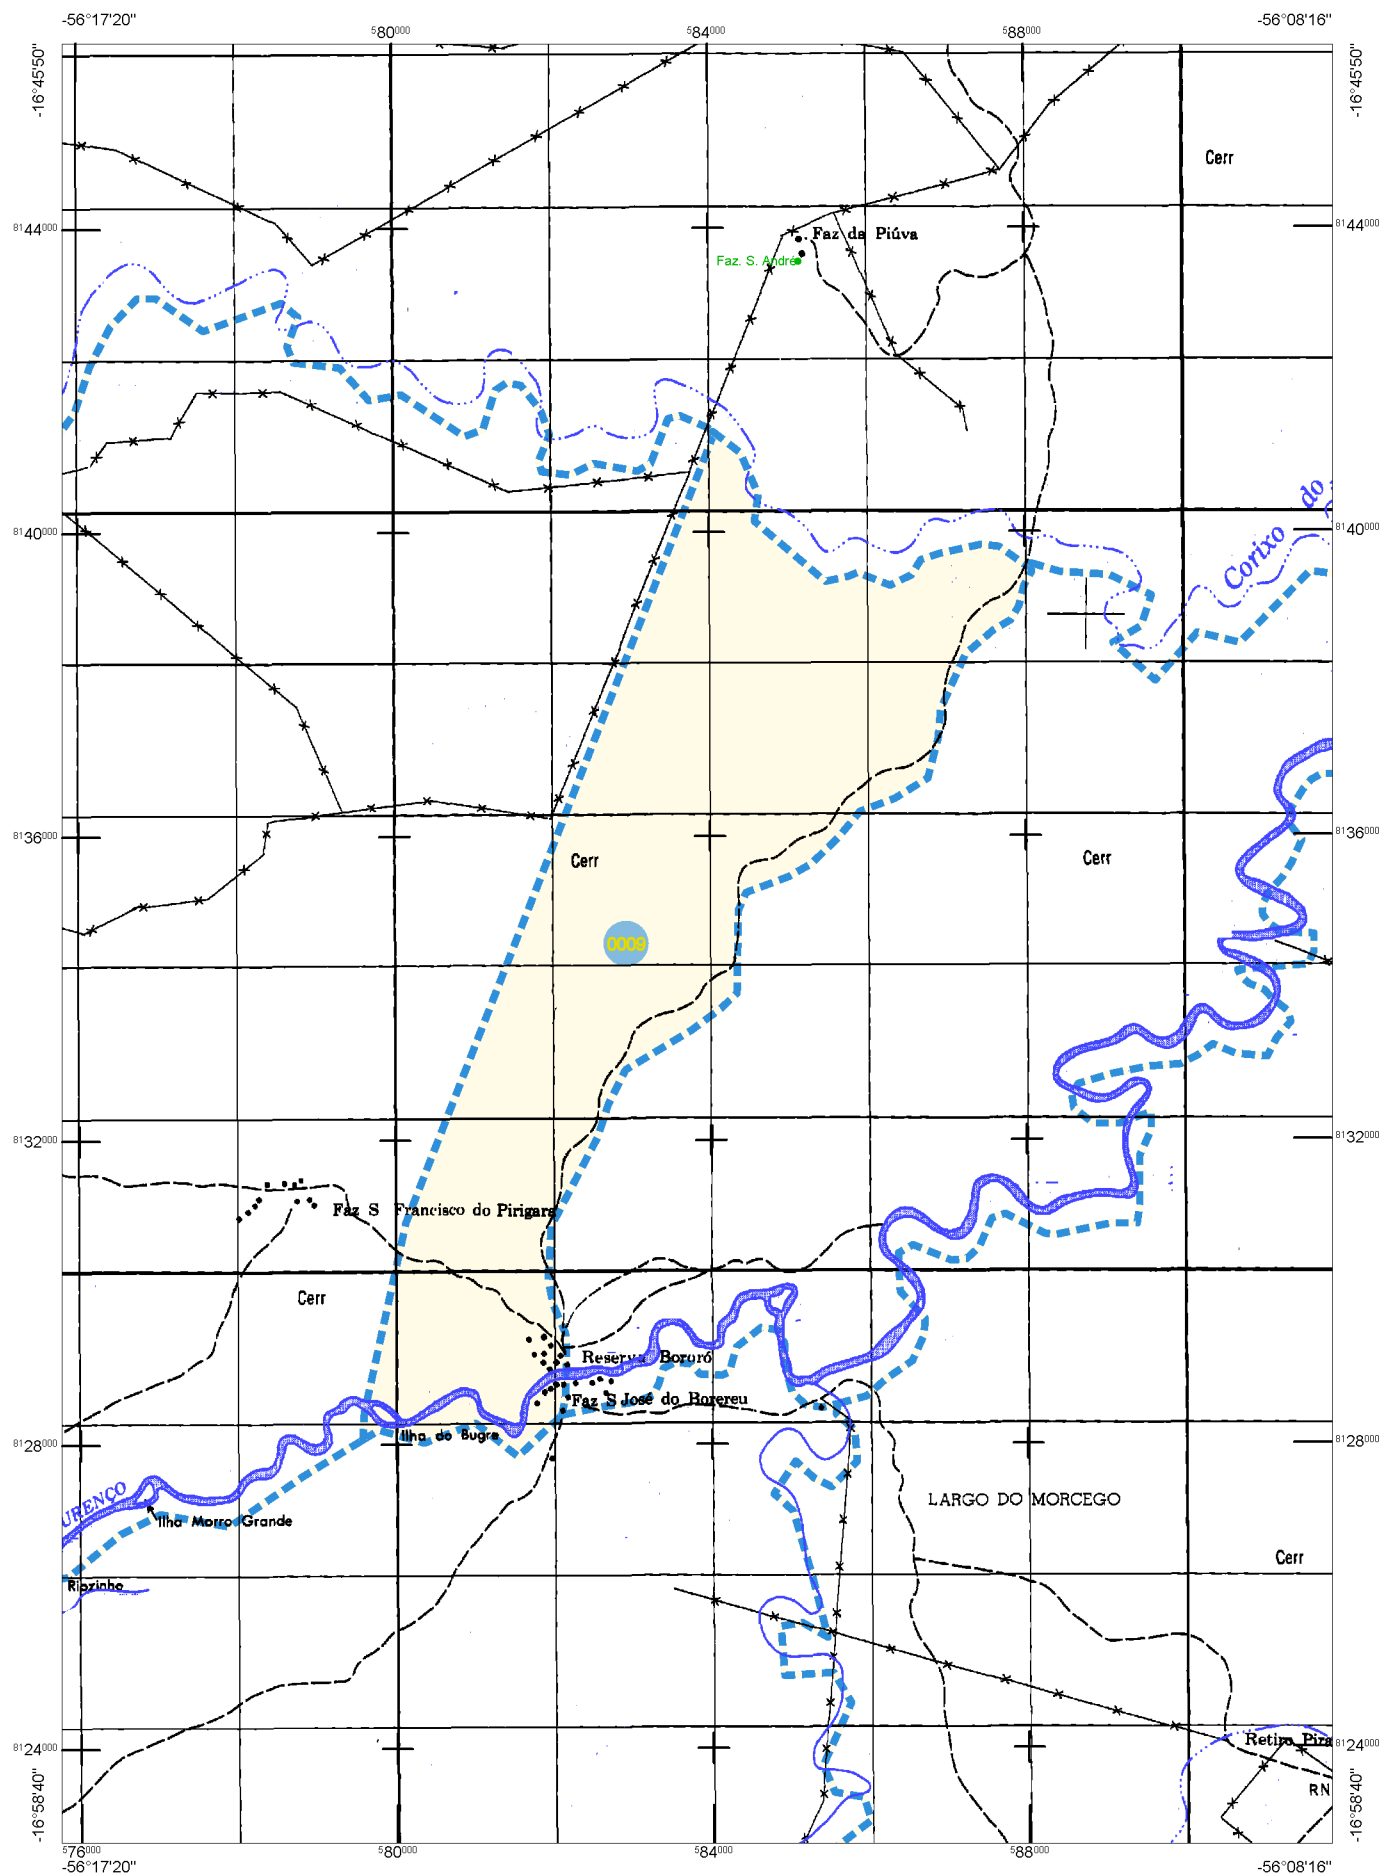 -56°17'20"
580000
584000
588000
-56°08'16"
-16°45'50"
-16°45'50"
Cerr
8144000
8144000
Faz da Piúva
Faz. S. André
do
Corixo
8140000
8140000
8136000
8136000
Cerr
Cerr
0009
8132000
8132000
Faz S Francisco do Pirigara
Cerr
Reserva Bororó
Faz S José do Borereu
Ilha do Bugre
8128000
8128000
URENÇO
LARGO DO MORCEGO
Ilha Morro Grande
Cerr
Riozinho
Retiro Pira
8124000
8124000
RN
-16°58'40"
-16°58'40"
576000
580000
584000
588000
-56°17'20"
-56°08'16"